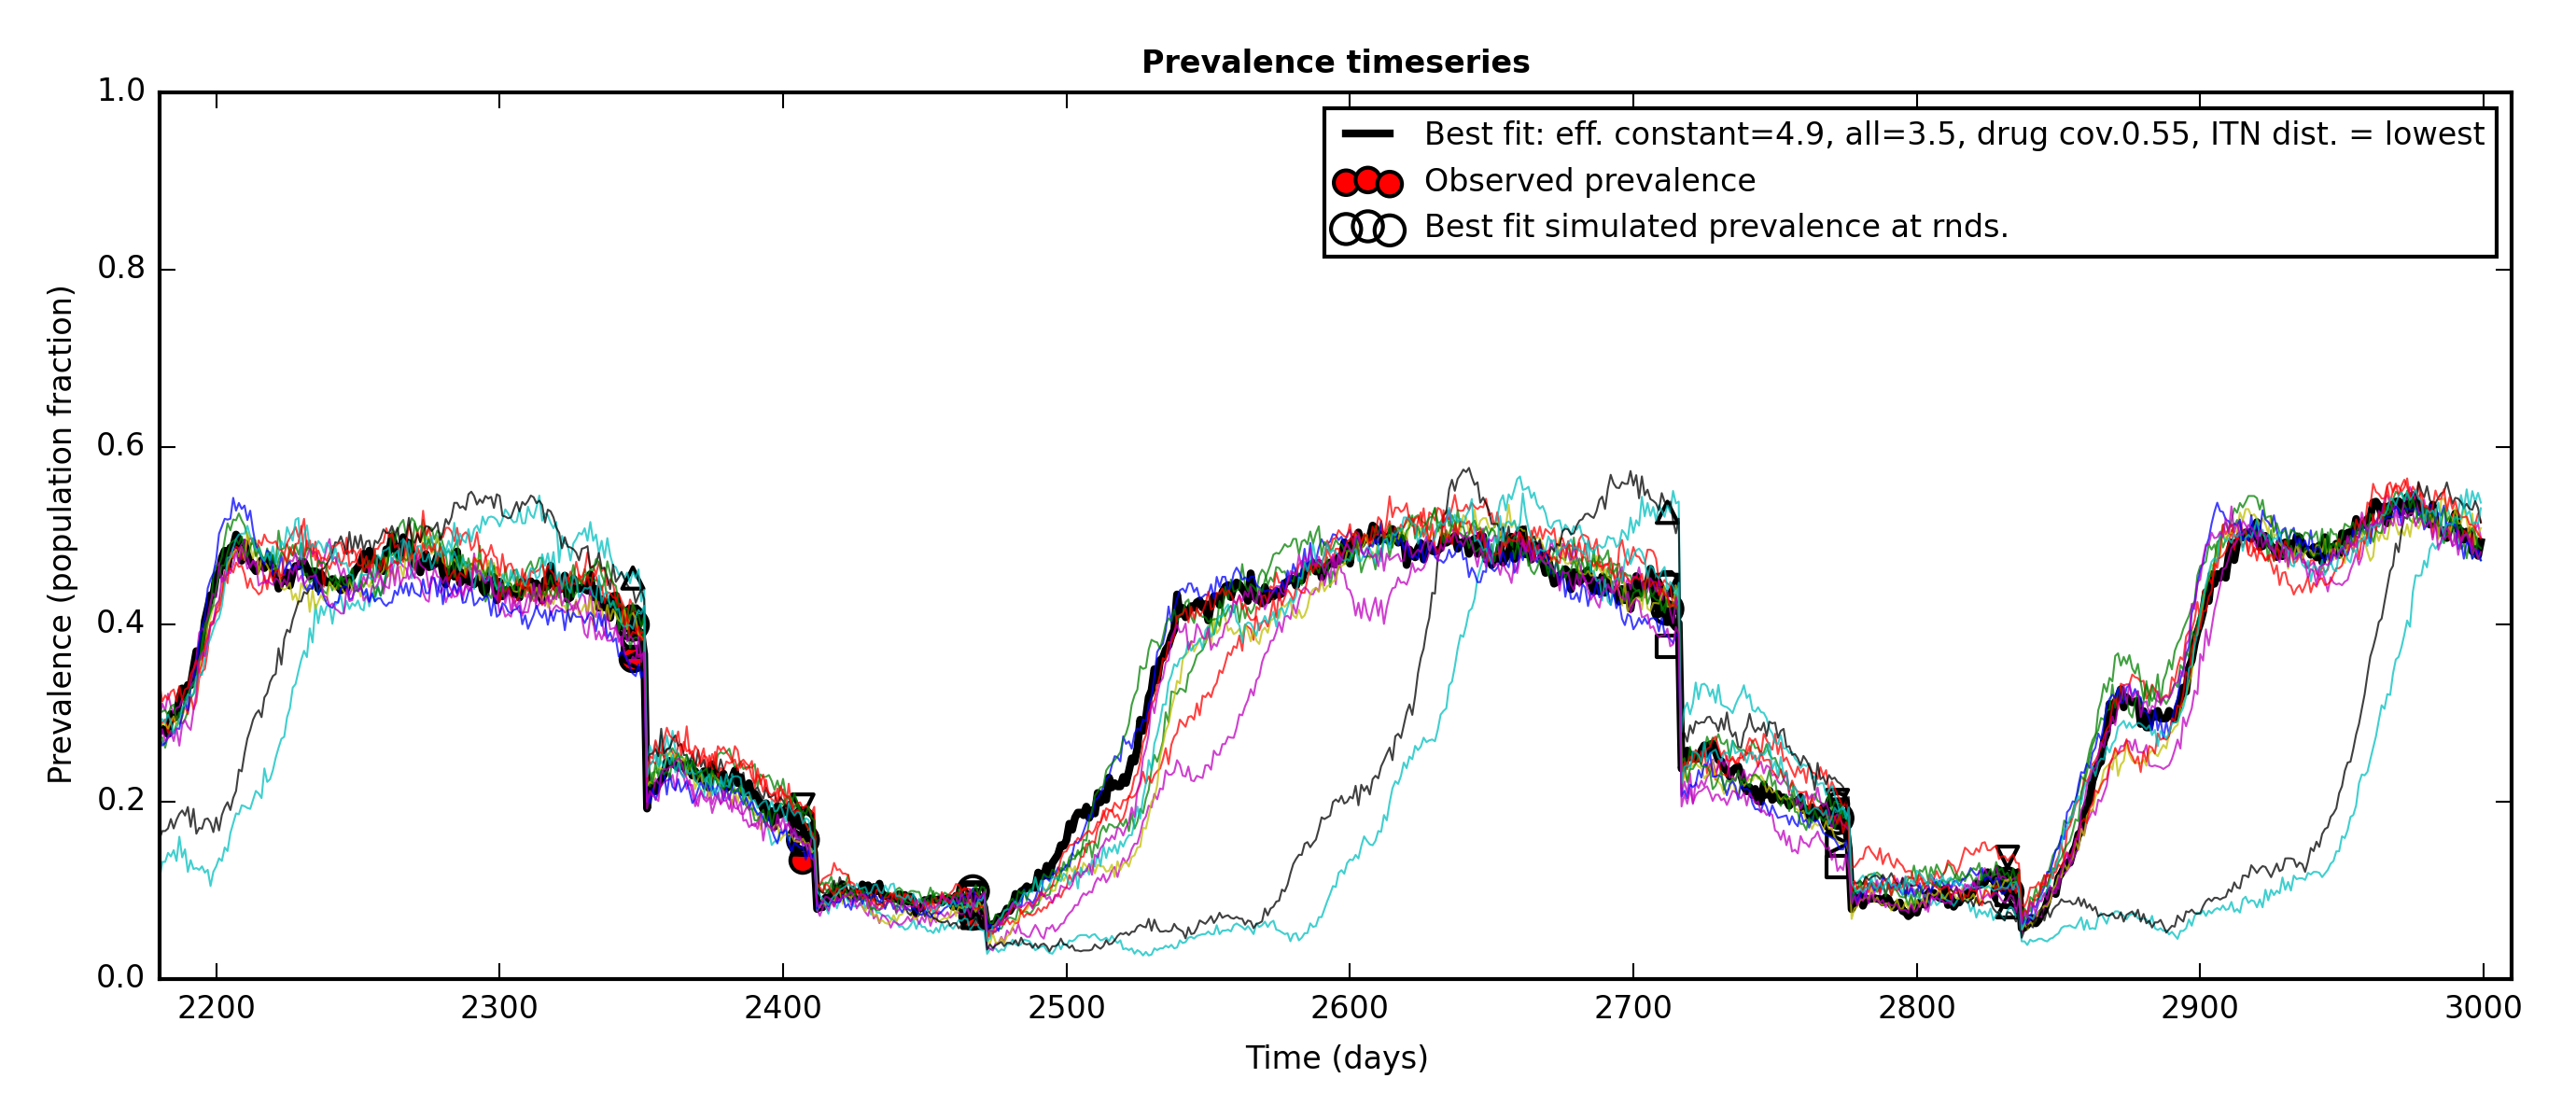 Prevalence timeseries
1.0
0.8
0.6
0.4
0.2
0.0
Prevalence (population fraction)
Best fit: eff. constant=4.9, all=3.5, drug cov.0.55, ITN dist. = lowest
Observed prevalence
Best fit simulated prevalence at rnds.
2200 2300 2400 2500 2600 2700 2800 2900 3000
Time (days)